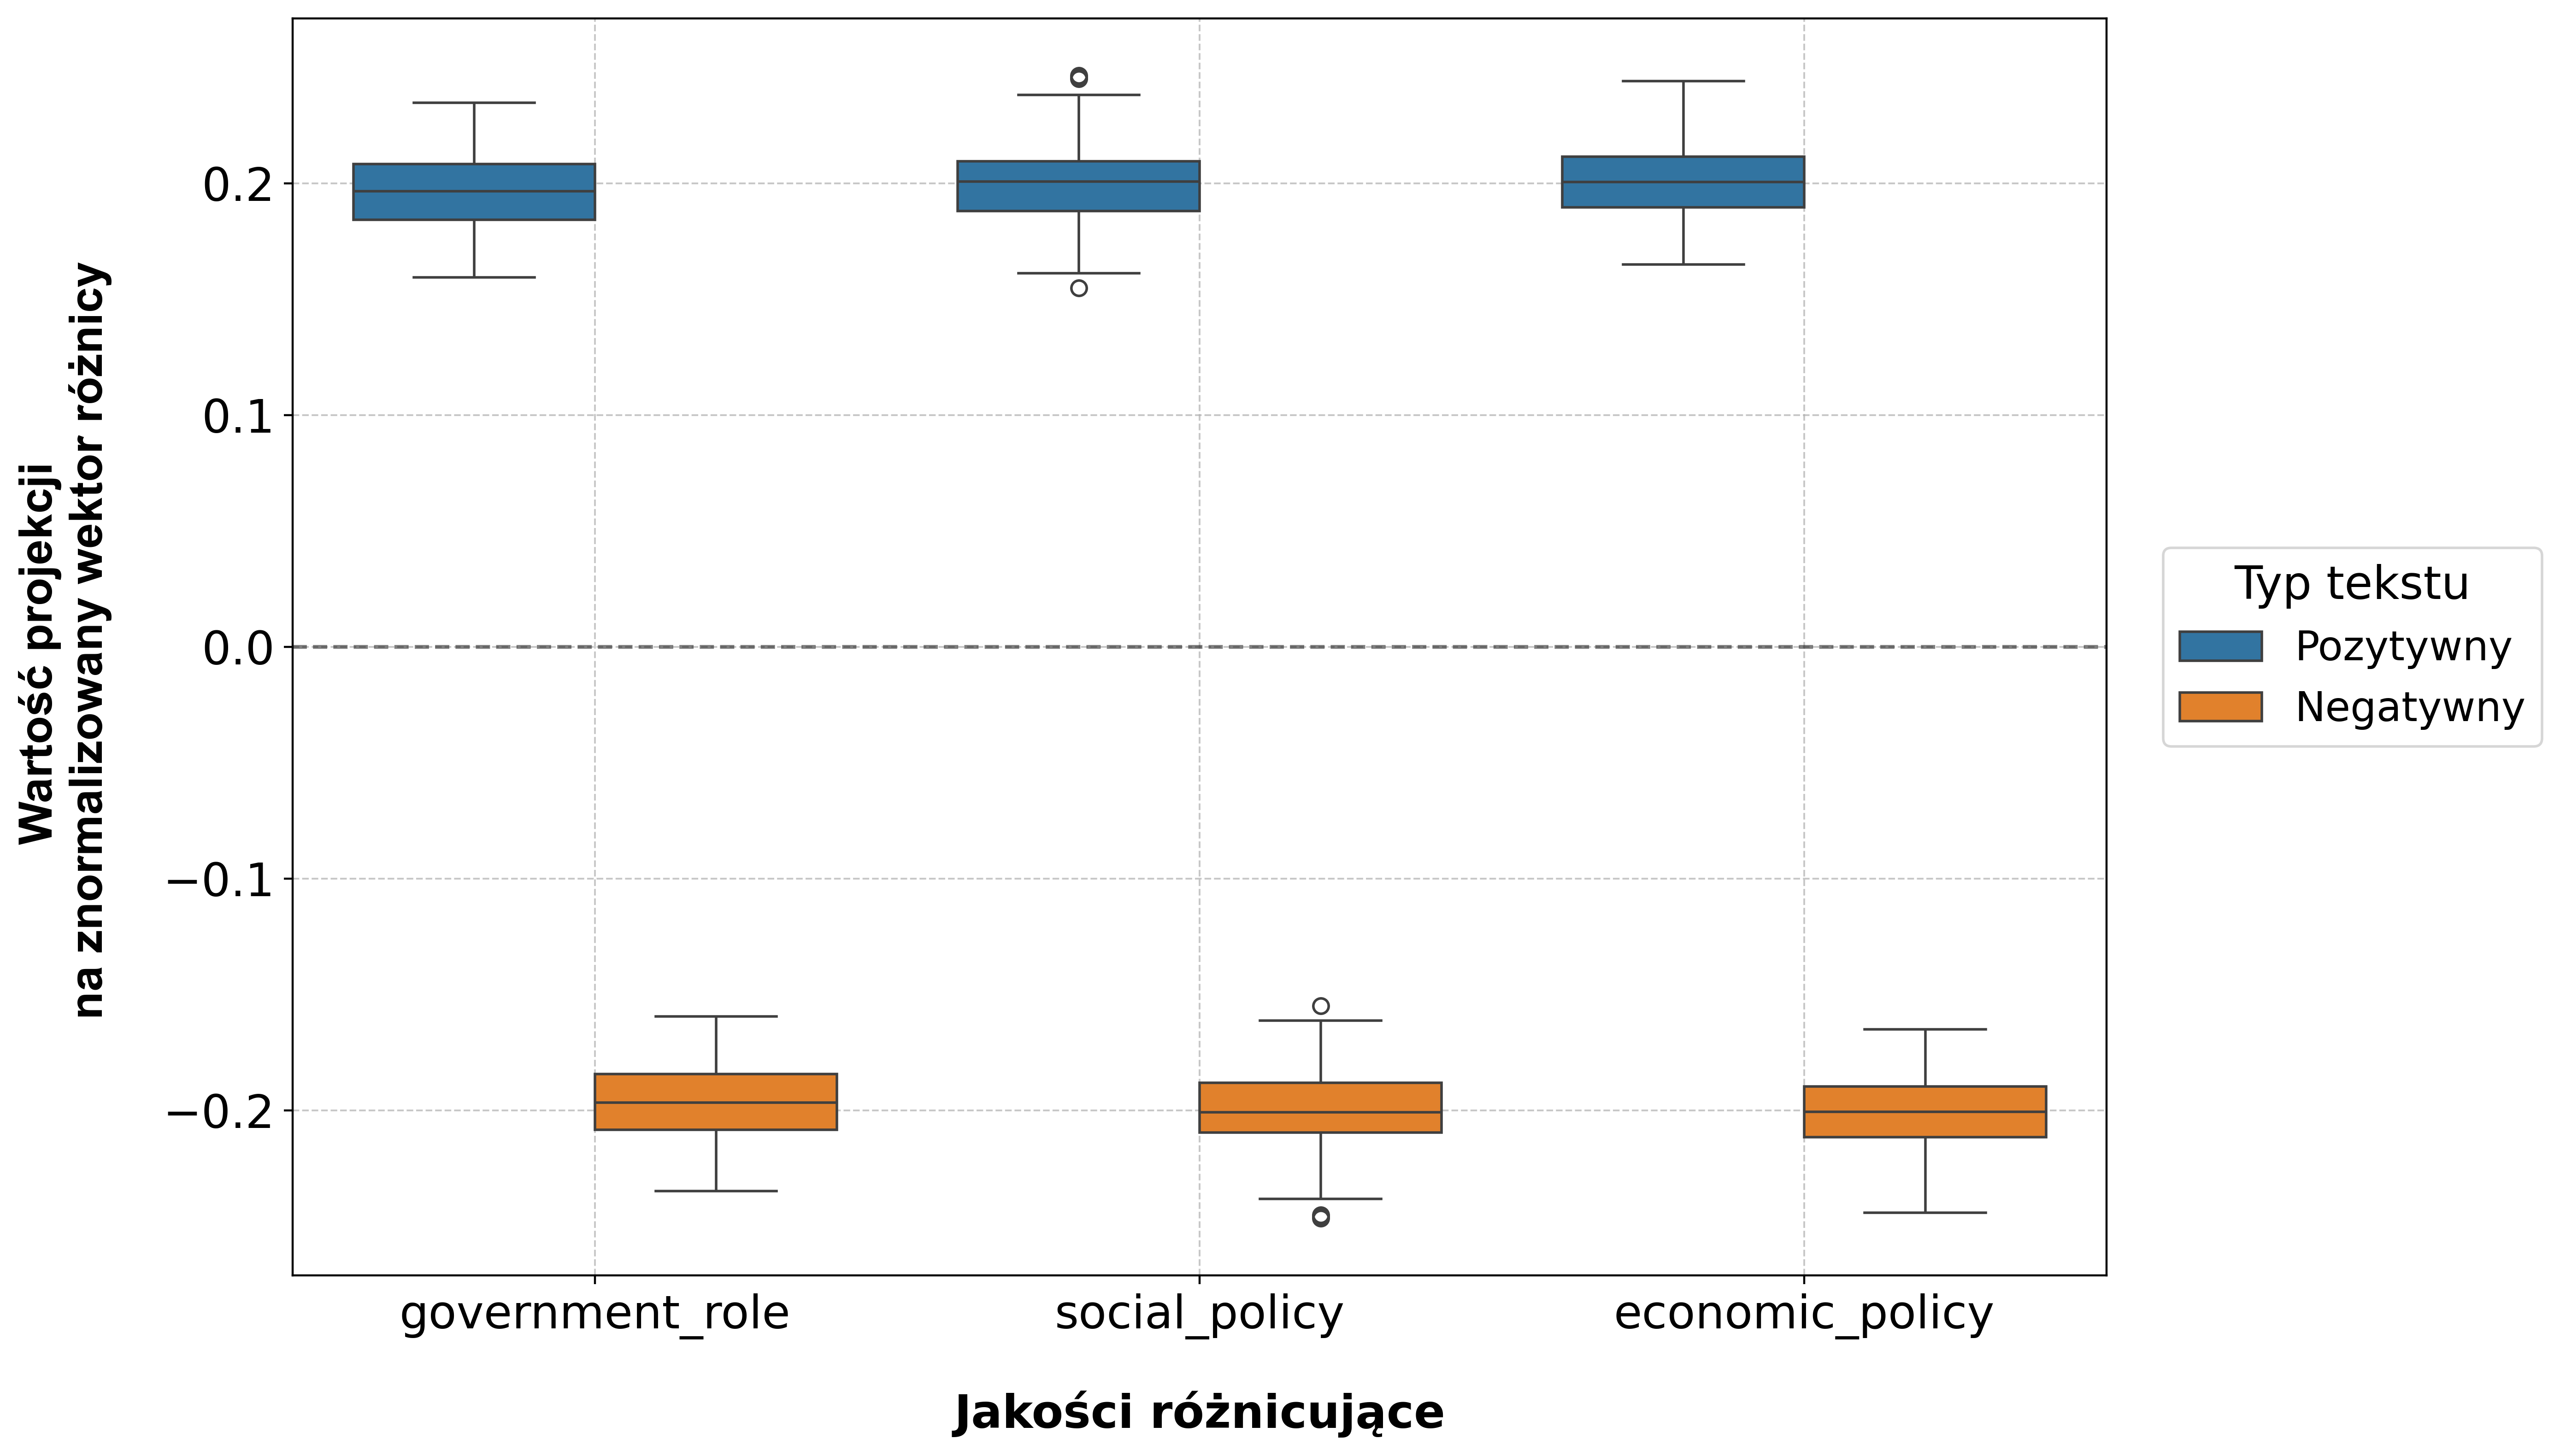 Wartość projekcji
na znormalizowany wektor różnicy
0.2
0.1
0.0
−0.1
−0.2
government_role
social_policy
economic_policy
Jakości różnicujące
Typ tekstu
Pozytywny
Negatywny